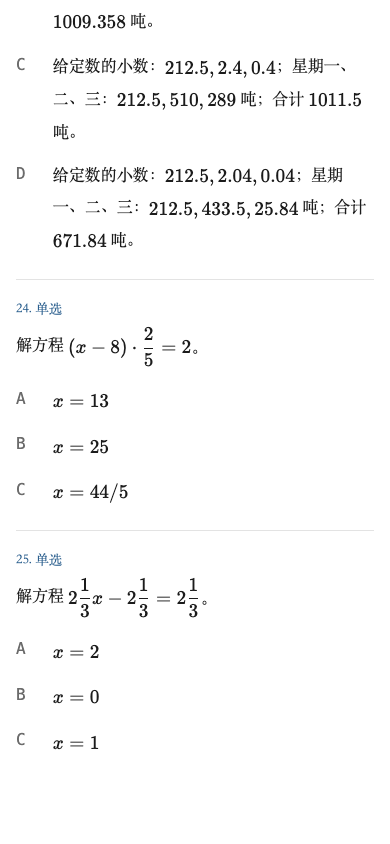 1009.358 吨。
C 给定数的小数：212.5, 2.4, 0.4；星期一、
二、三：212.5, 510, 289 吨；合计 1011.5
吨。
D 给定数的小数：212.5, 2.04, 0.04；星期
一、二、三：212.5, 433.5, 25.84 吨；合计
671.84 吨。
24. 单选
解方程 (x − 8) · 2/5 = 2。
A x = 13
B x = 25
C x = 44/5
25. 单选
解方程 2 1/3 x − 2 1/3 = 2 1/3。
A x = 2
B x = 0
C x = 1